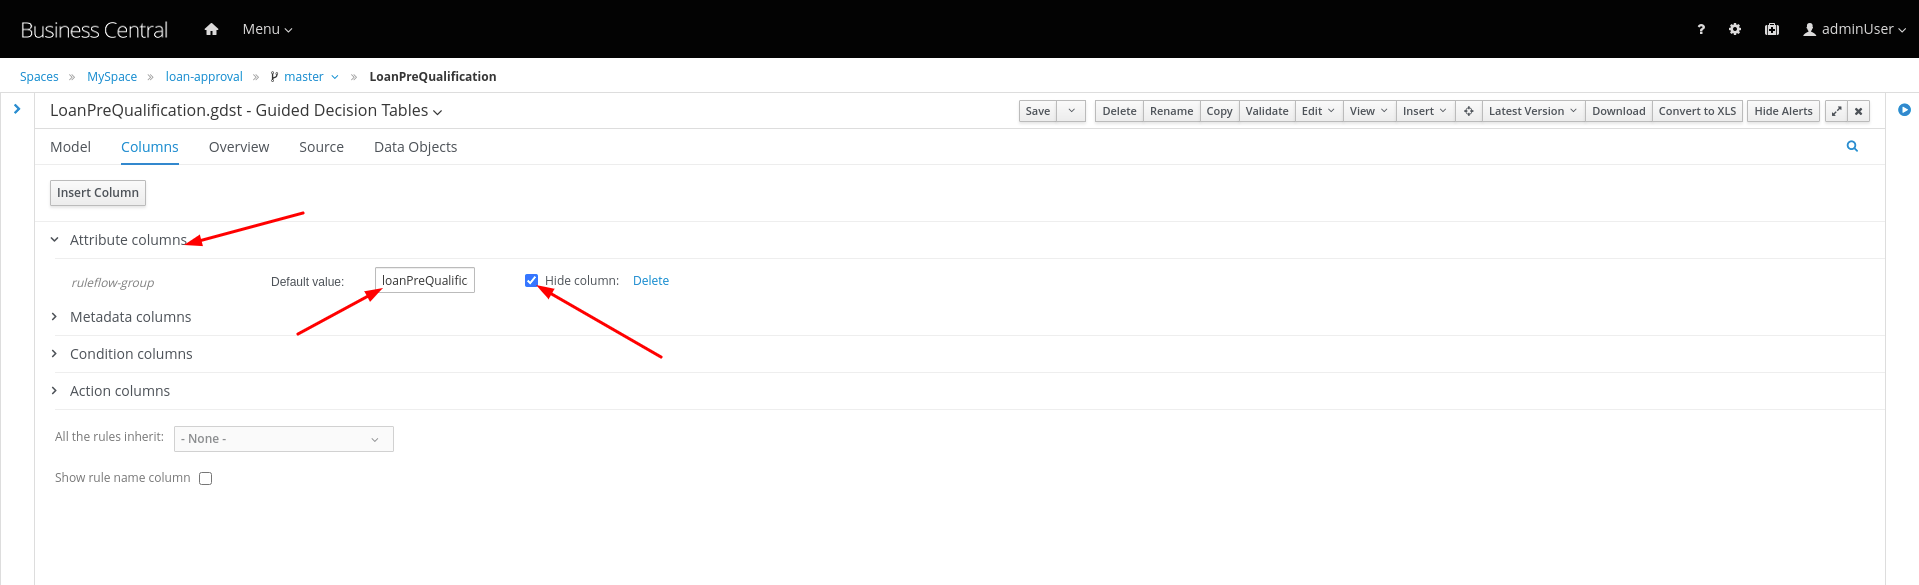 Business Central Menu ? adminUser
Spaces » MySpace » loan-approval » master » LoanPreQualification
LoanPreQualification.gdst - Guided Decision Tables Save Delete Rename Copy Validate Edit View Insert Latest Version Download Convert to XLS Hide Alerts
Model Columns Overview Source Data Objects
Insert Column
Attribute columns
ruleflow-group Default value: loanPreQualific Hide column: Delete
Metadata columns
Condition columns
Action columns
All the rules inherit: - None -
Show rule name column